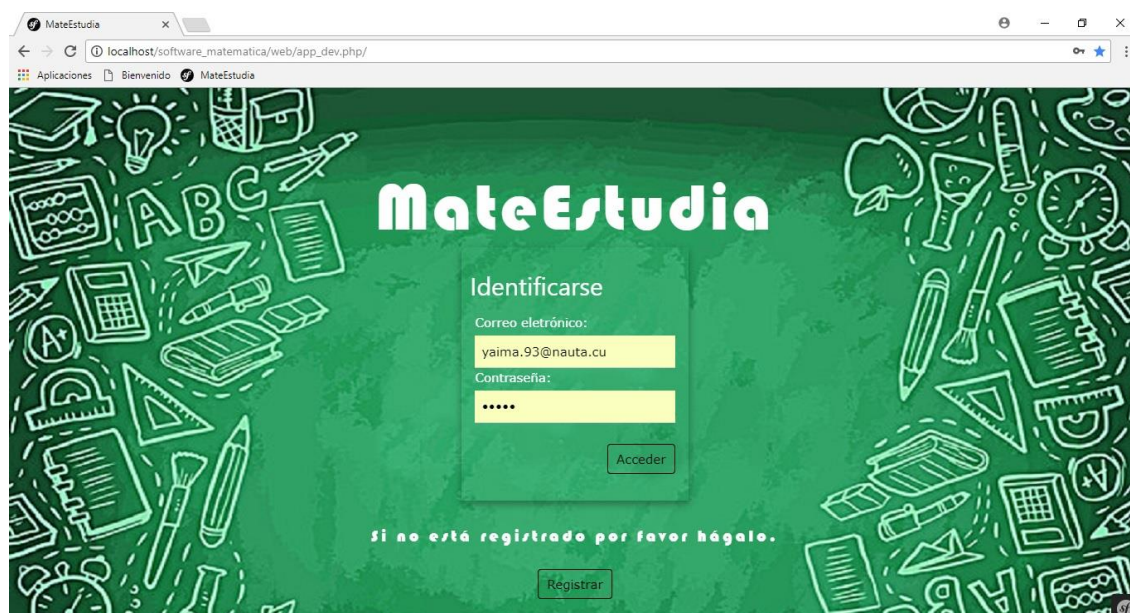 MateEstudia
localhost/software_matematica/web/app_dev.php/
Aplicaciones Bienvenido MateEstudia
ABC
MateEstudia
Identificarse
Correo eletrónico:
yaima.93@nauta.cu
Contraseña:
•••••
Acceder
A+
A+
Si no está registrado por favor hágalo.
Registrar
AB